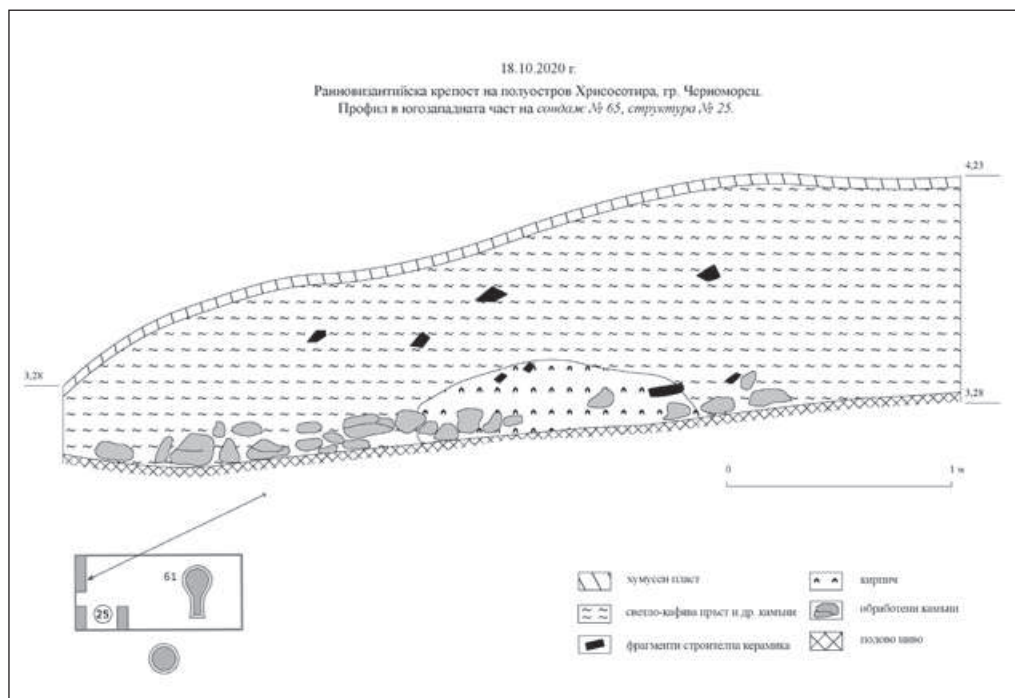 18.10.2020 г.
Ранновизантийска крепост на полуостров Хрисосотира, гр. Черноморец.
Профил в югозападната част на сондаж № 65, структура № 25.
4,23
3,28
3,28
0 1 м
61
25
хумусен пласт
кирпич
светло-кафява пръст и др. камъни
обработени камъни
фрагменти строителна керамика
подово ниво